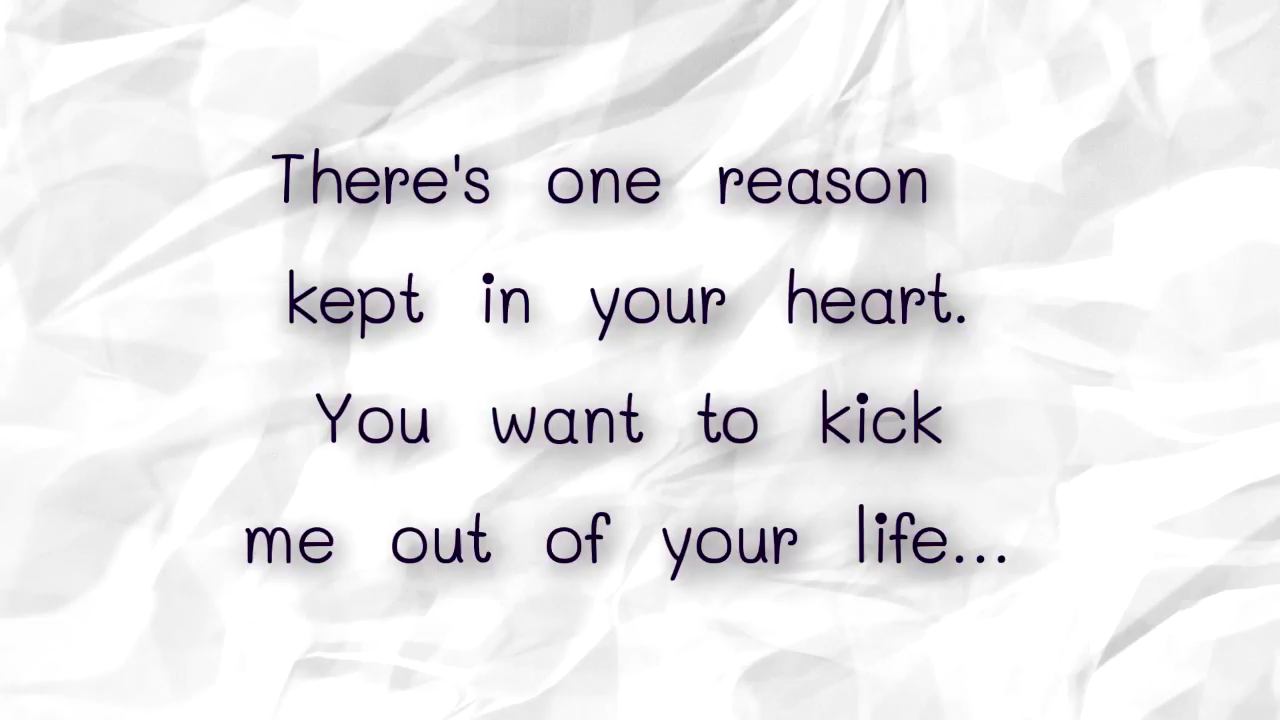 There's one reason
kept in your heart.
You want to kick
me out of your life...